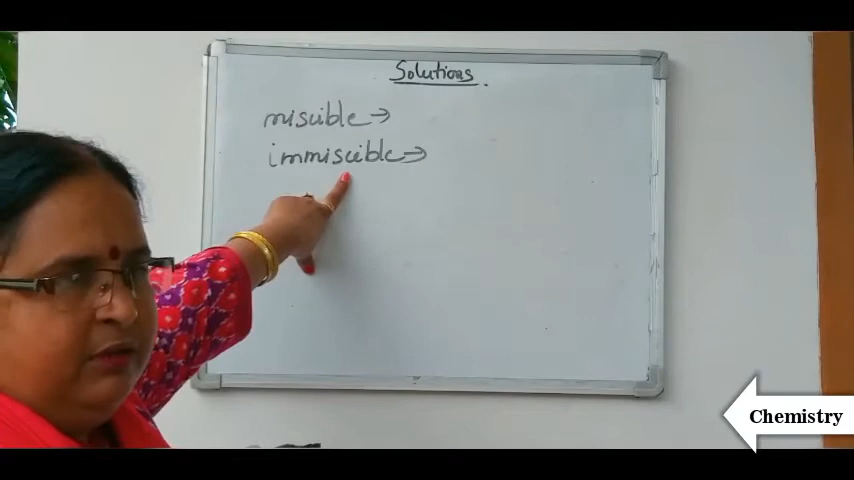 Solutions.
miscible →
immiscible →
Chemistry